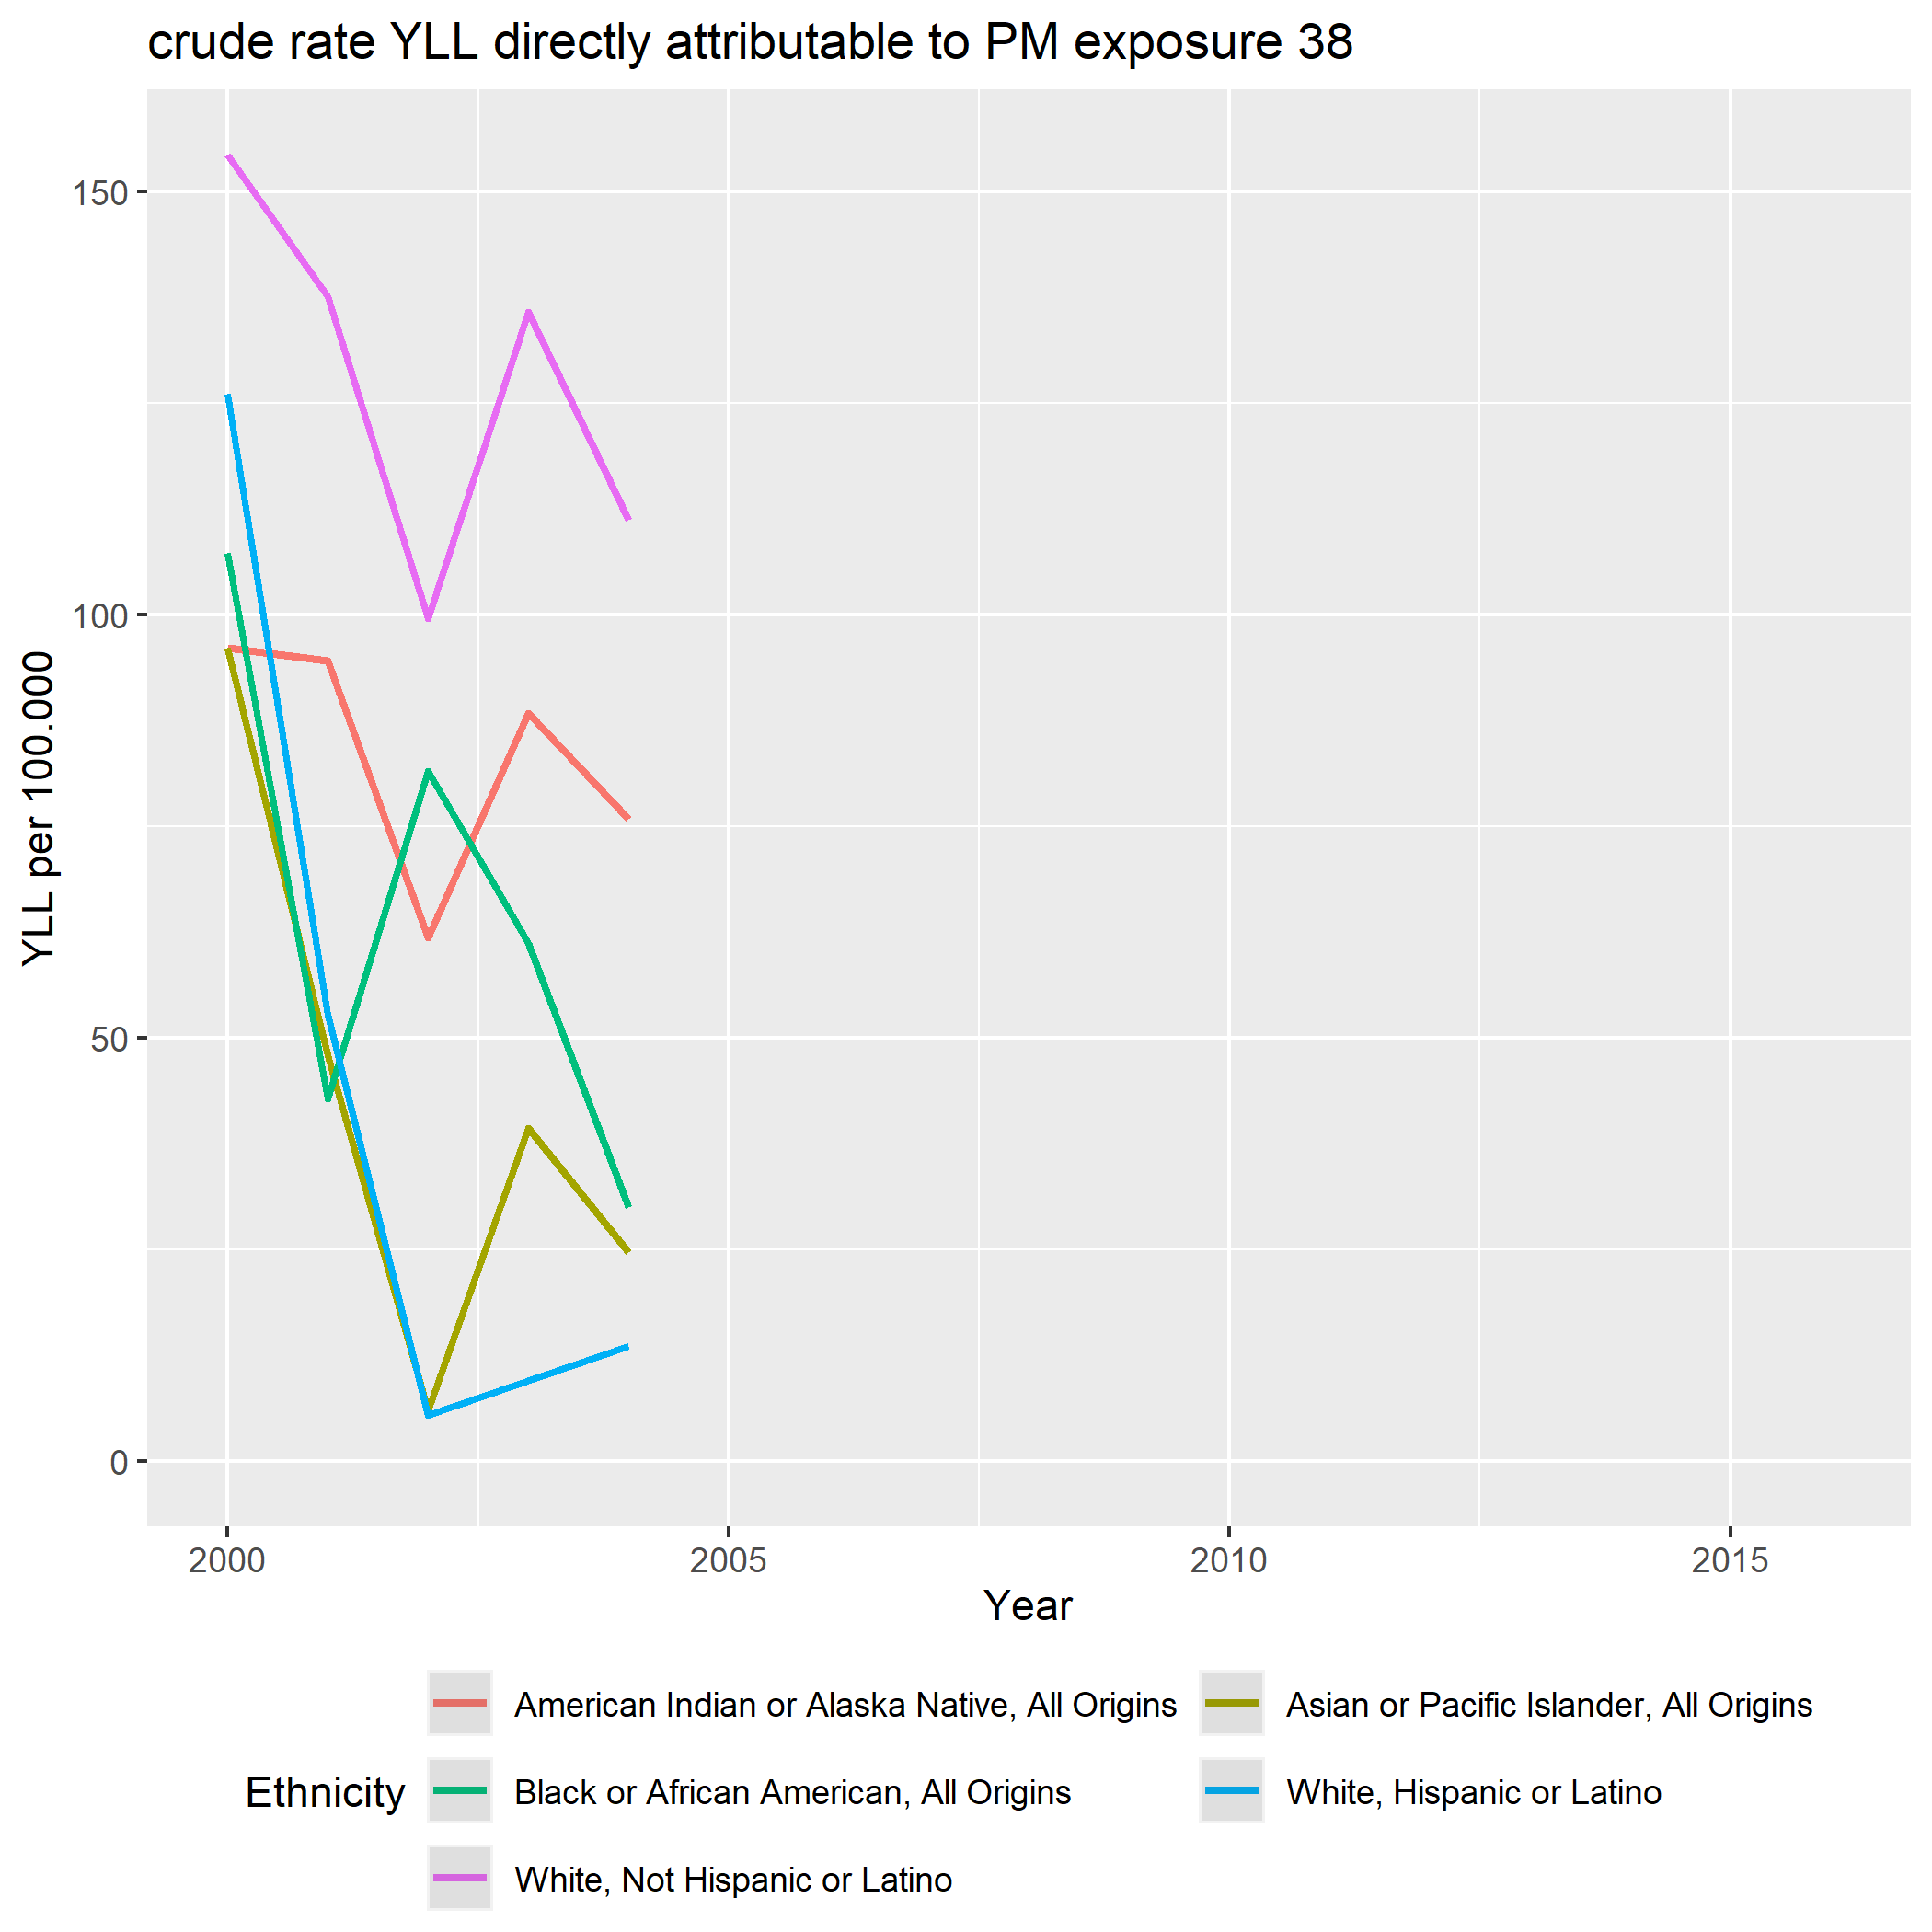 crude rate YLL directly attributable to PM exposure 38
YLL per 100.000
150
100
50
0
2000 2005 2010 2015
Year
Ethnicity
American Indian or Alaska Native, All Origins
Asian or Pacific Islander, All Origins
Black or African American, All Origins
White, Hispanic or Latino
White, Not Hispanic or Latino